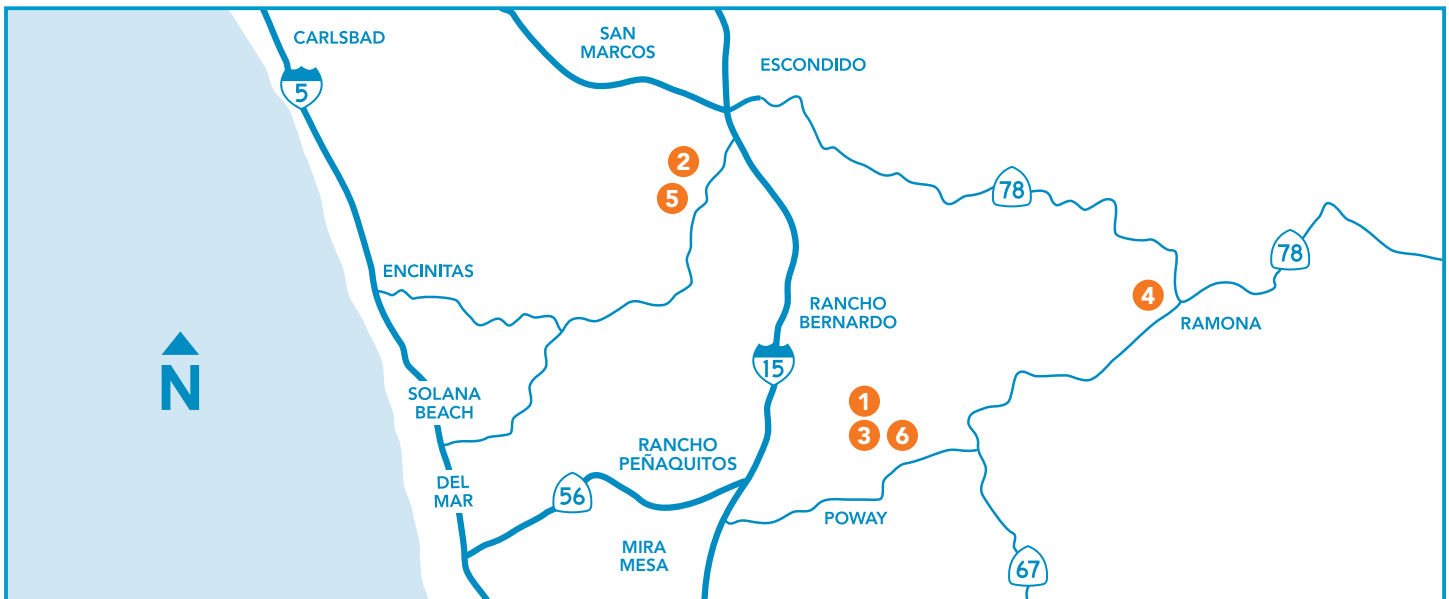 CARLSBAD
SAN
MARCOS
ESCONDIDO
5
2
5
78
78
ENCINITAS
4
RANCHO
BERNARDO
RAMONA
15
N
SOLANA
BEACH
1
3
6
RANCHO
PEÑAQUITOS
DEL
MAR
56
POWAY
MIRA
MESA
67